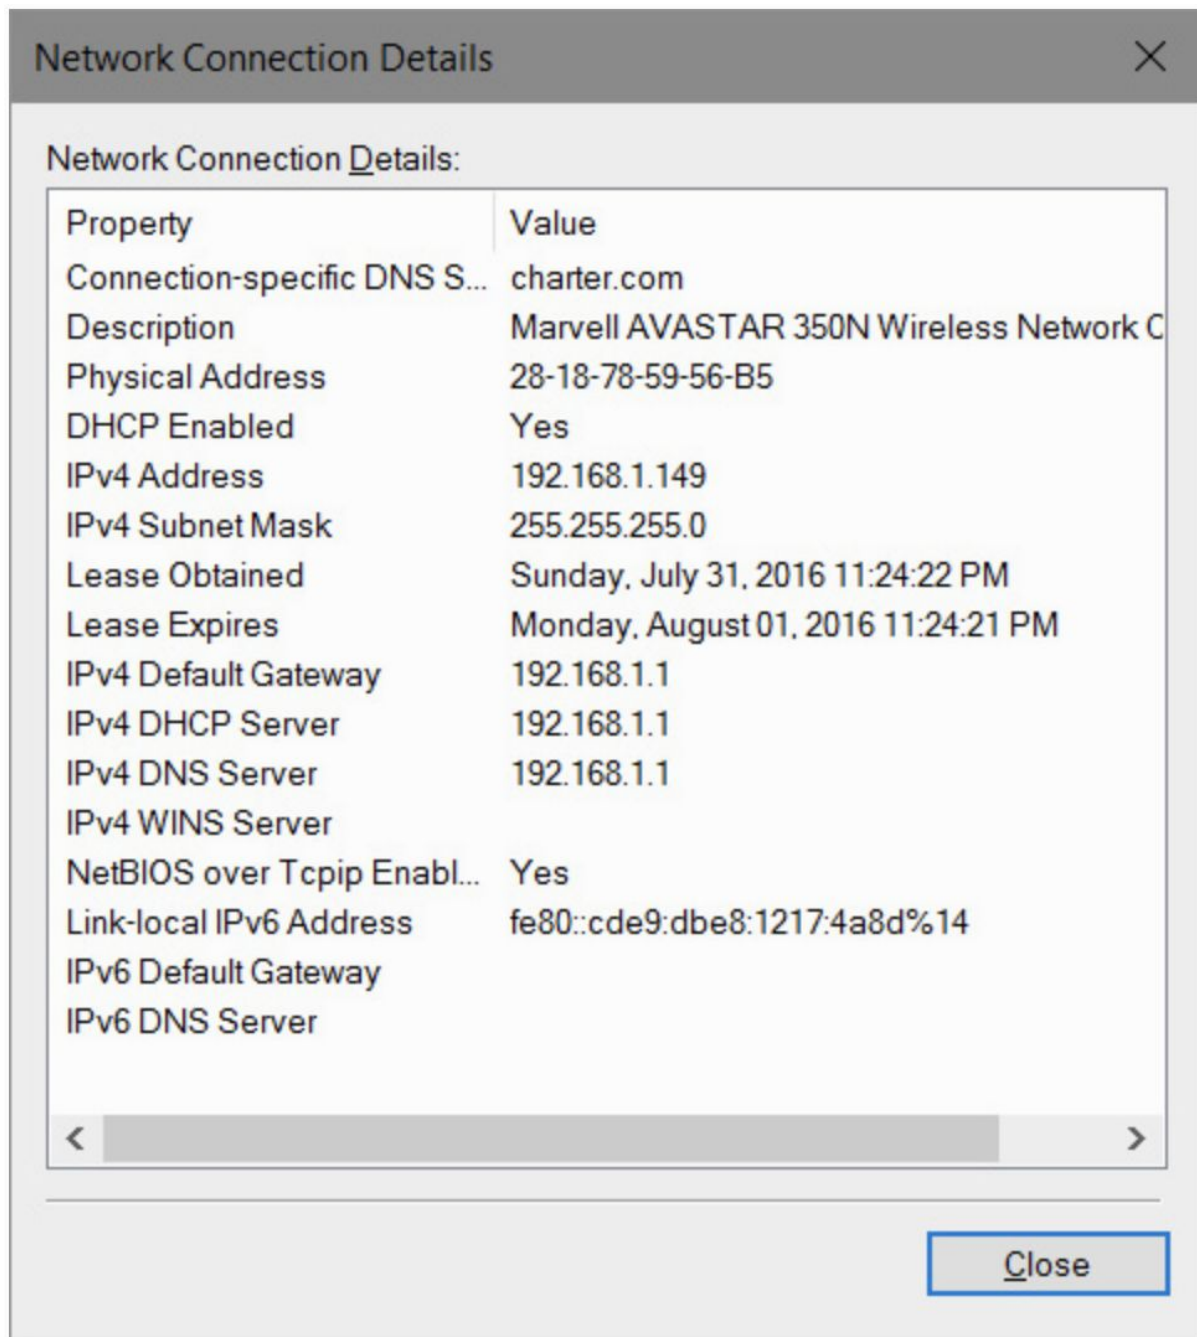 Network Connection Details
Network Connection Details:
Property Value
Connection-specific DNS S... charter.com
Description Marvell AVASTAR 350N Wireless Network C
Physical Address 28-18-78-59-56-B5
DHCP Enabled Yes
IPv4 Address 192.168.1.149
IPv4 Subnet Mask 255.255.255.0
Lease Obtained Sunday, July 31, 2016 11:24:22 PM
Lease Expires Monday, August 01, 2016 11:24:21 PM
IPv4 Default Gateway 192.168.1.1
IPv4 DHCP Server 192.168.1.1
IPv4 DNS Server 192.168.1.1
IPv4 WINS Server
NetBIOS over Tcpip Enabl... Yes
Link-local IPv6 Address fe80::cde9:dbe8:1217:4a8d%14
IPv6 Default Gateway
IPv6 DNS Server
Close